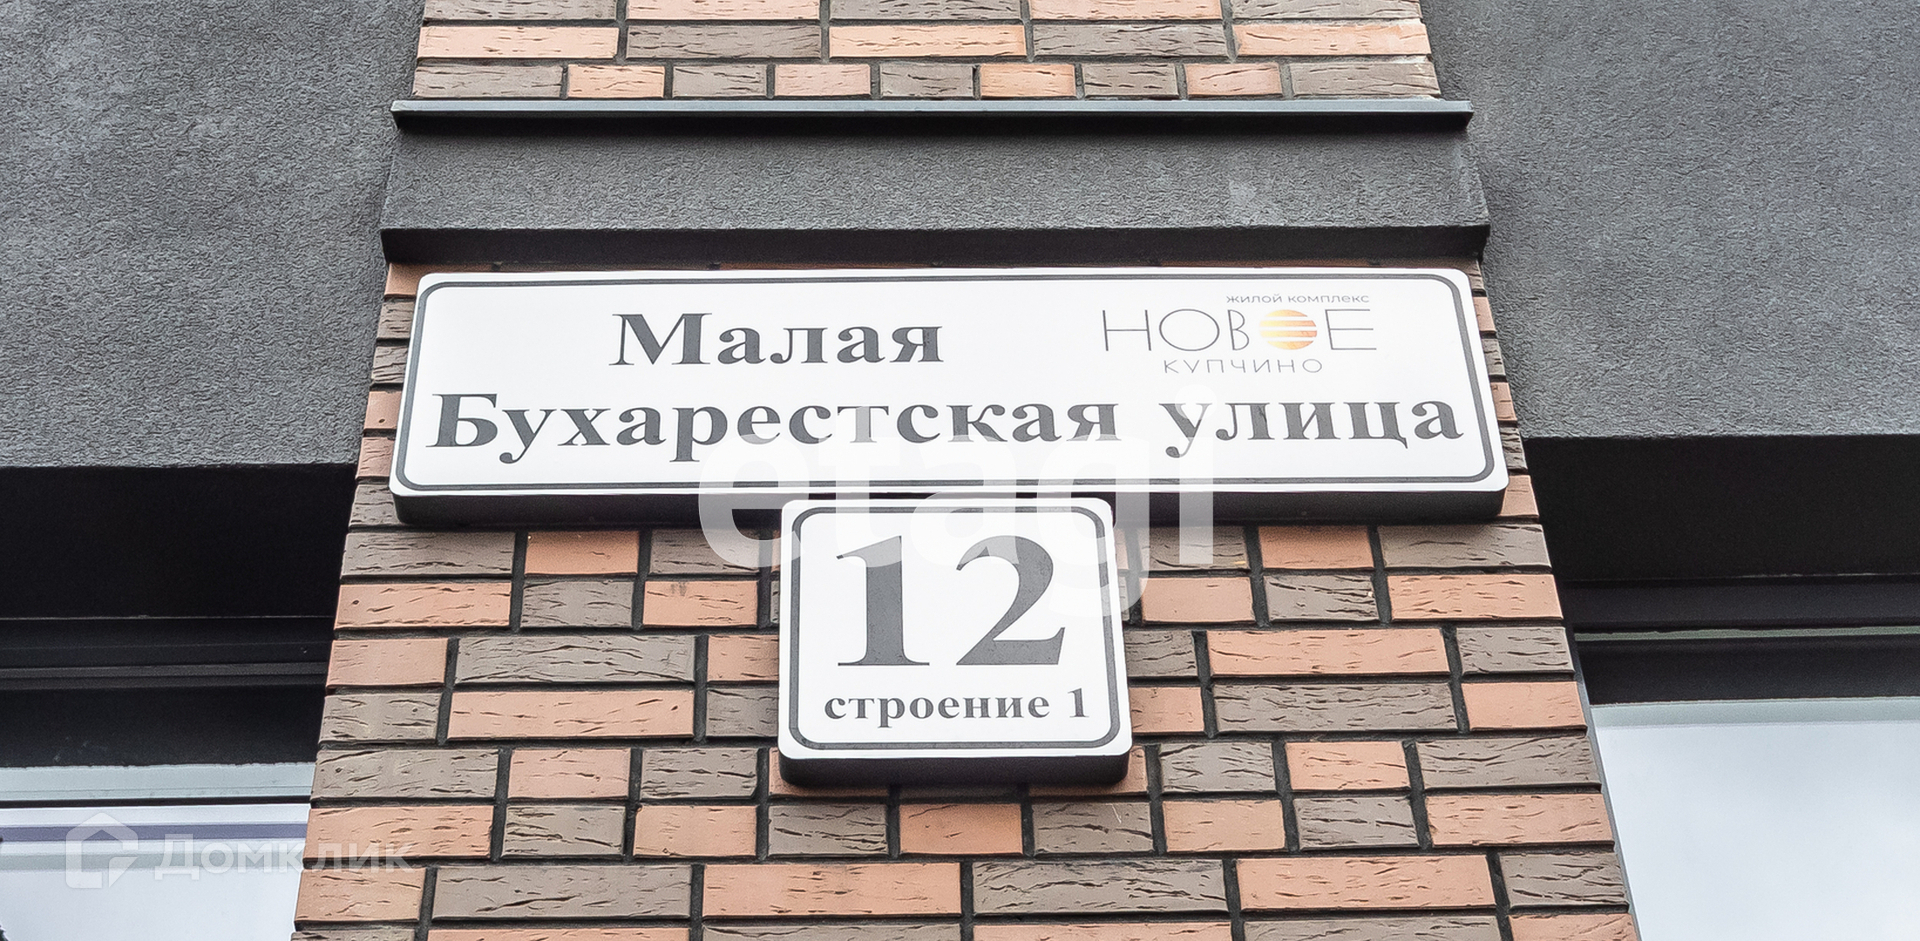 жилой комплекс
НОВОЕ
КУПЧИНО
Малая
Бухарестская улица
etagi
12
строение 1
Домклик